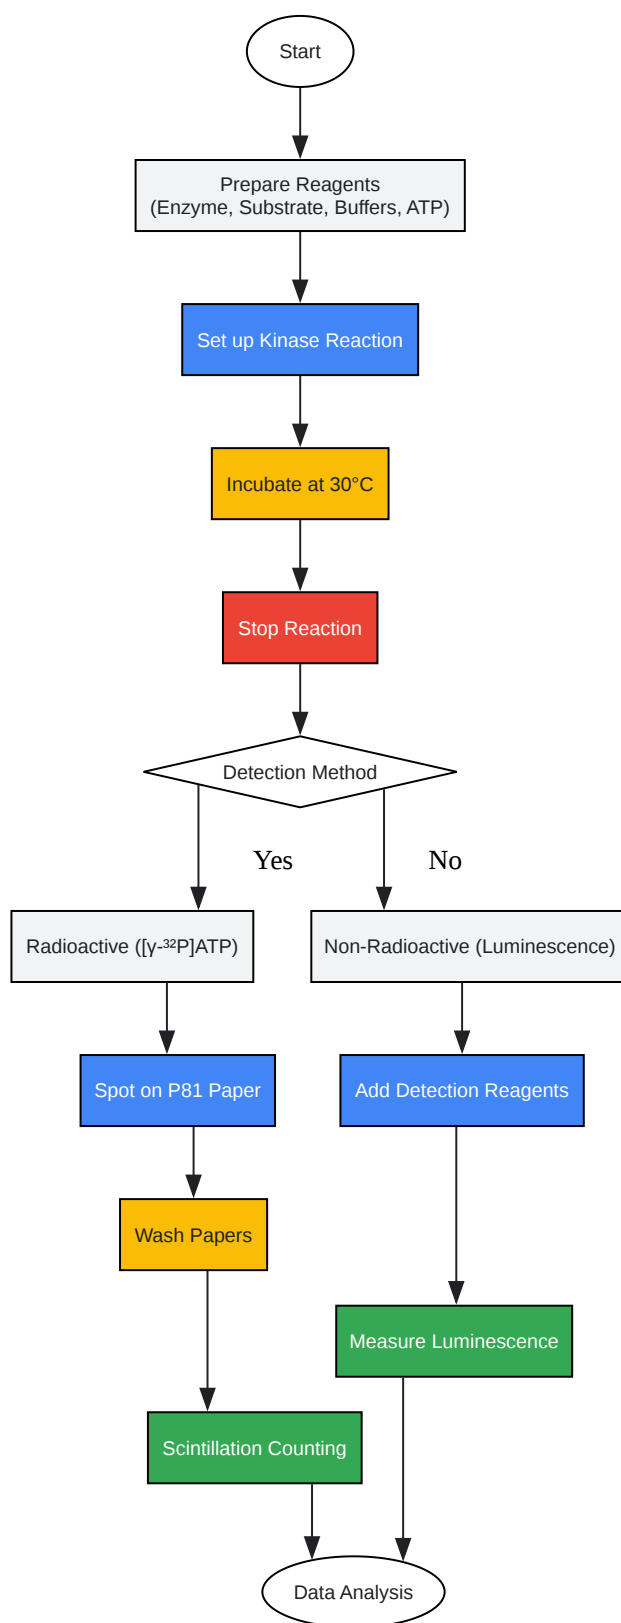 Start
Prepare Reagents
(Enzyme, Substrate, Buffers, ATP)
Set up Kinase Reaction
Incubate at 30°C
Stop Reaction
Detection Method
Yes
No
Radioactive ([γ-³²P]ATP)
Non-Radioactive (Luminescence)
Spot on P81 Paper
Add Detection Reagents
Wash Papers
Measure Luminescence
Scintillation Counting
Data Analysis